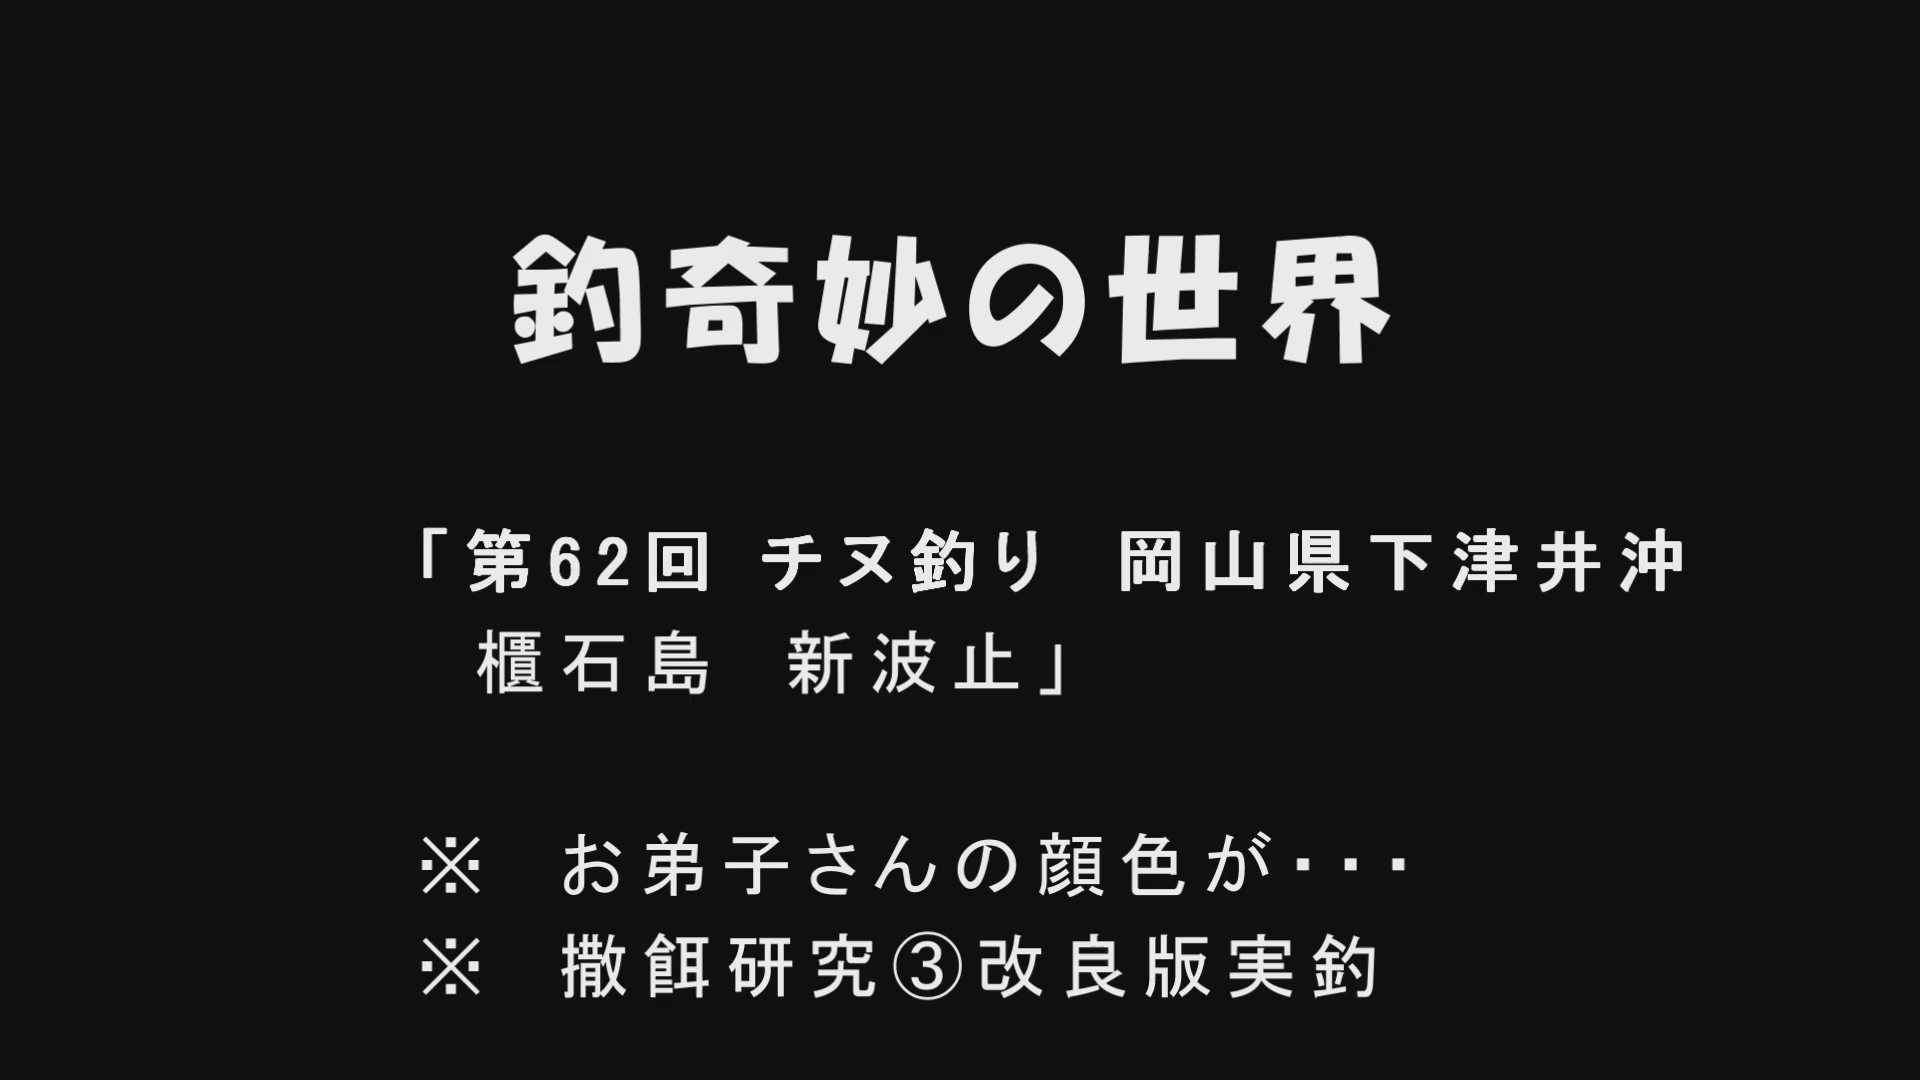 釣奇妙の世界
「第62回 チヌ釣り　岡山県下津井沖
櫃石島　新波止」
※　お弟子さんの顔色が・・・
※　撒餌研究③改良版実釣